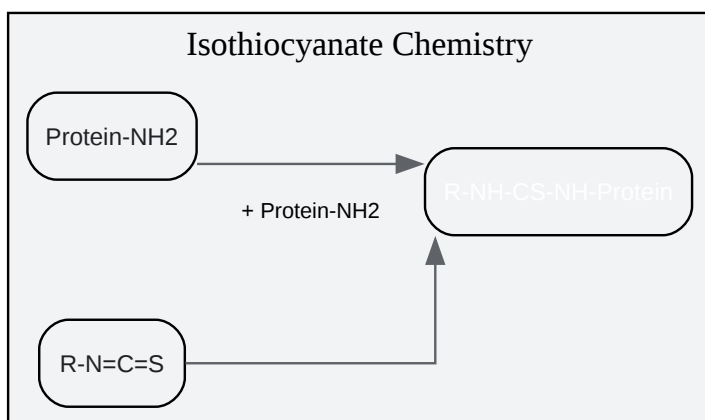 Isothiocyanate Chemistry
Protein-NH2
R-NH-CS-NH-Protein
+ Protein-NH2
R-N=C=S